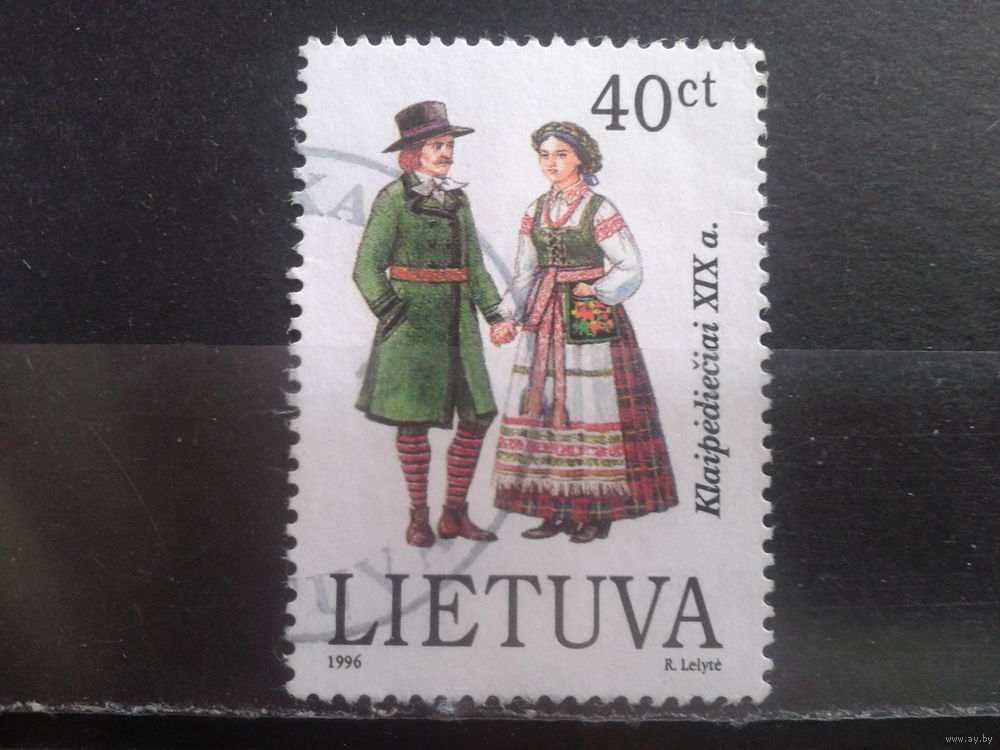 40ct
Klaipėdiečiai XIX a.
LIETUVA
1996
R. Lelytė
www.ay.by